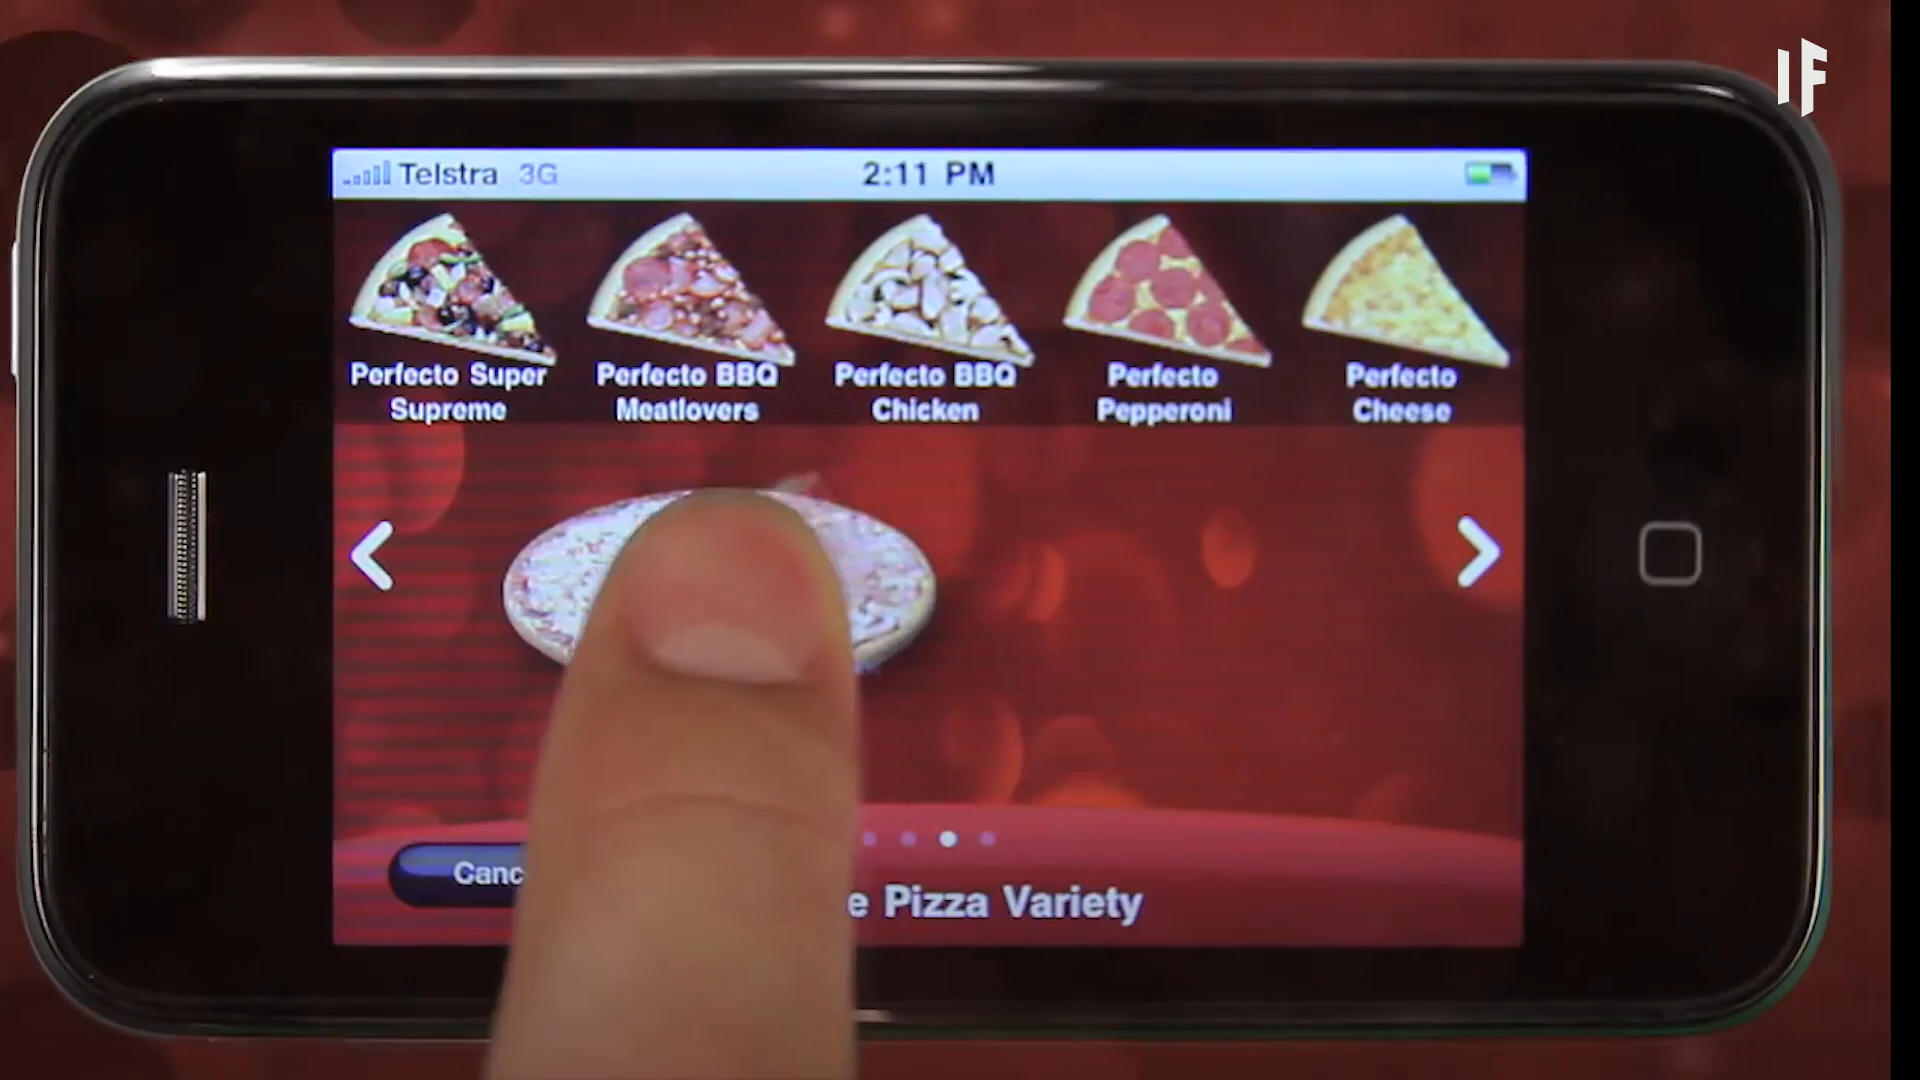 IF
Telstra 3G 2:11 PM
Perfecto Super
Supreme
Perfecto BBQ
Meatlovers
Perfecto BBQ
Chicken
Perfecto
Pepperoni
Perfecto
Cheese
Canc
e Pizza Variety